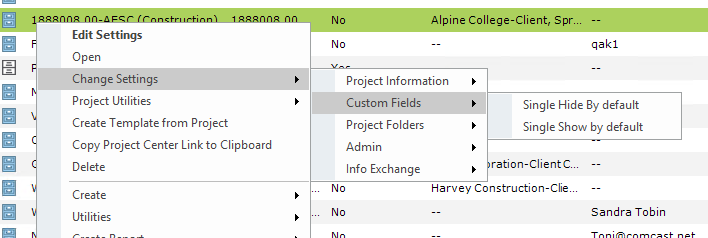 1888008.00-AESC (Construction) 1888008.00 No Alpine College-Client, Spr... --
Edit Settings
F No -- qak1
Open
Change Settings
Project Information
Project Utilities
Custom Fields
Single Hide By default
Create Template from Project
Project Folders
Single Show by default
Copy Project Center Link to Clipboard
Admin
Delete
Info Exchange
Create
No Harvey Construction-Clie... --
Utilities
No -- Sandra Tobin
Create Report
No -- Toni@comcast.net